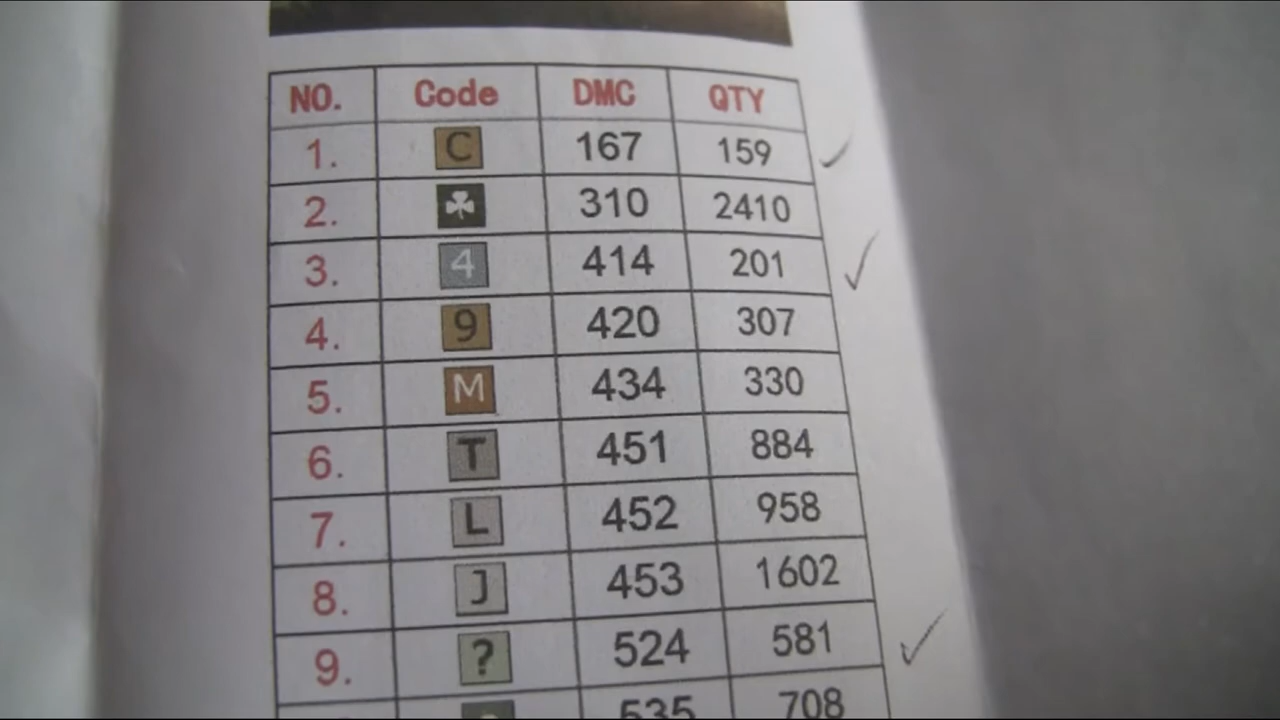 NO. Code DMC QTY
1. C 167 159
2. ☘ 310 2410
3. 4 414 201
4. 9 420 307
5. M 434 330
6. T 451 884
7. L 452 958
8. J 453 1602
9. ? 524 581
535 708